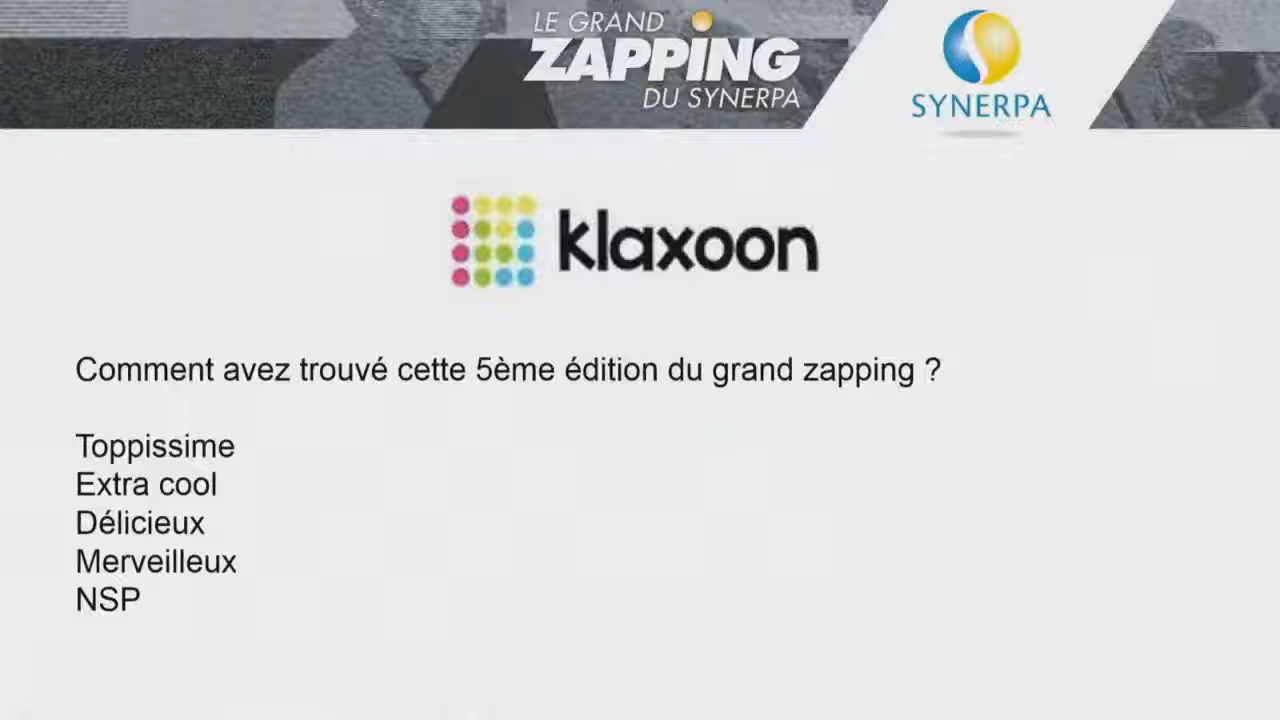 LE GRAND
ZAPPING
DU SYNERPA
SYNERPA
klaxoon
Comment avez trouvé cette 5ème édition du grand zapping ?
Toppissime
Extra cool
Délicieux
Merveilleux
NSP